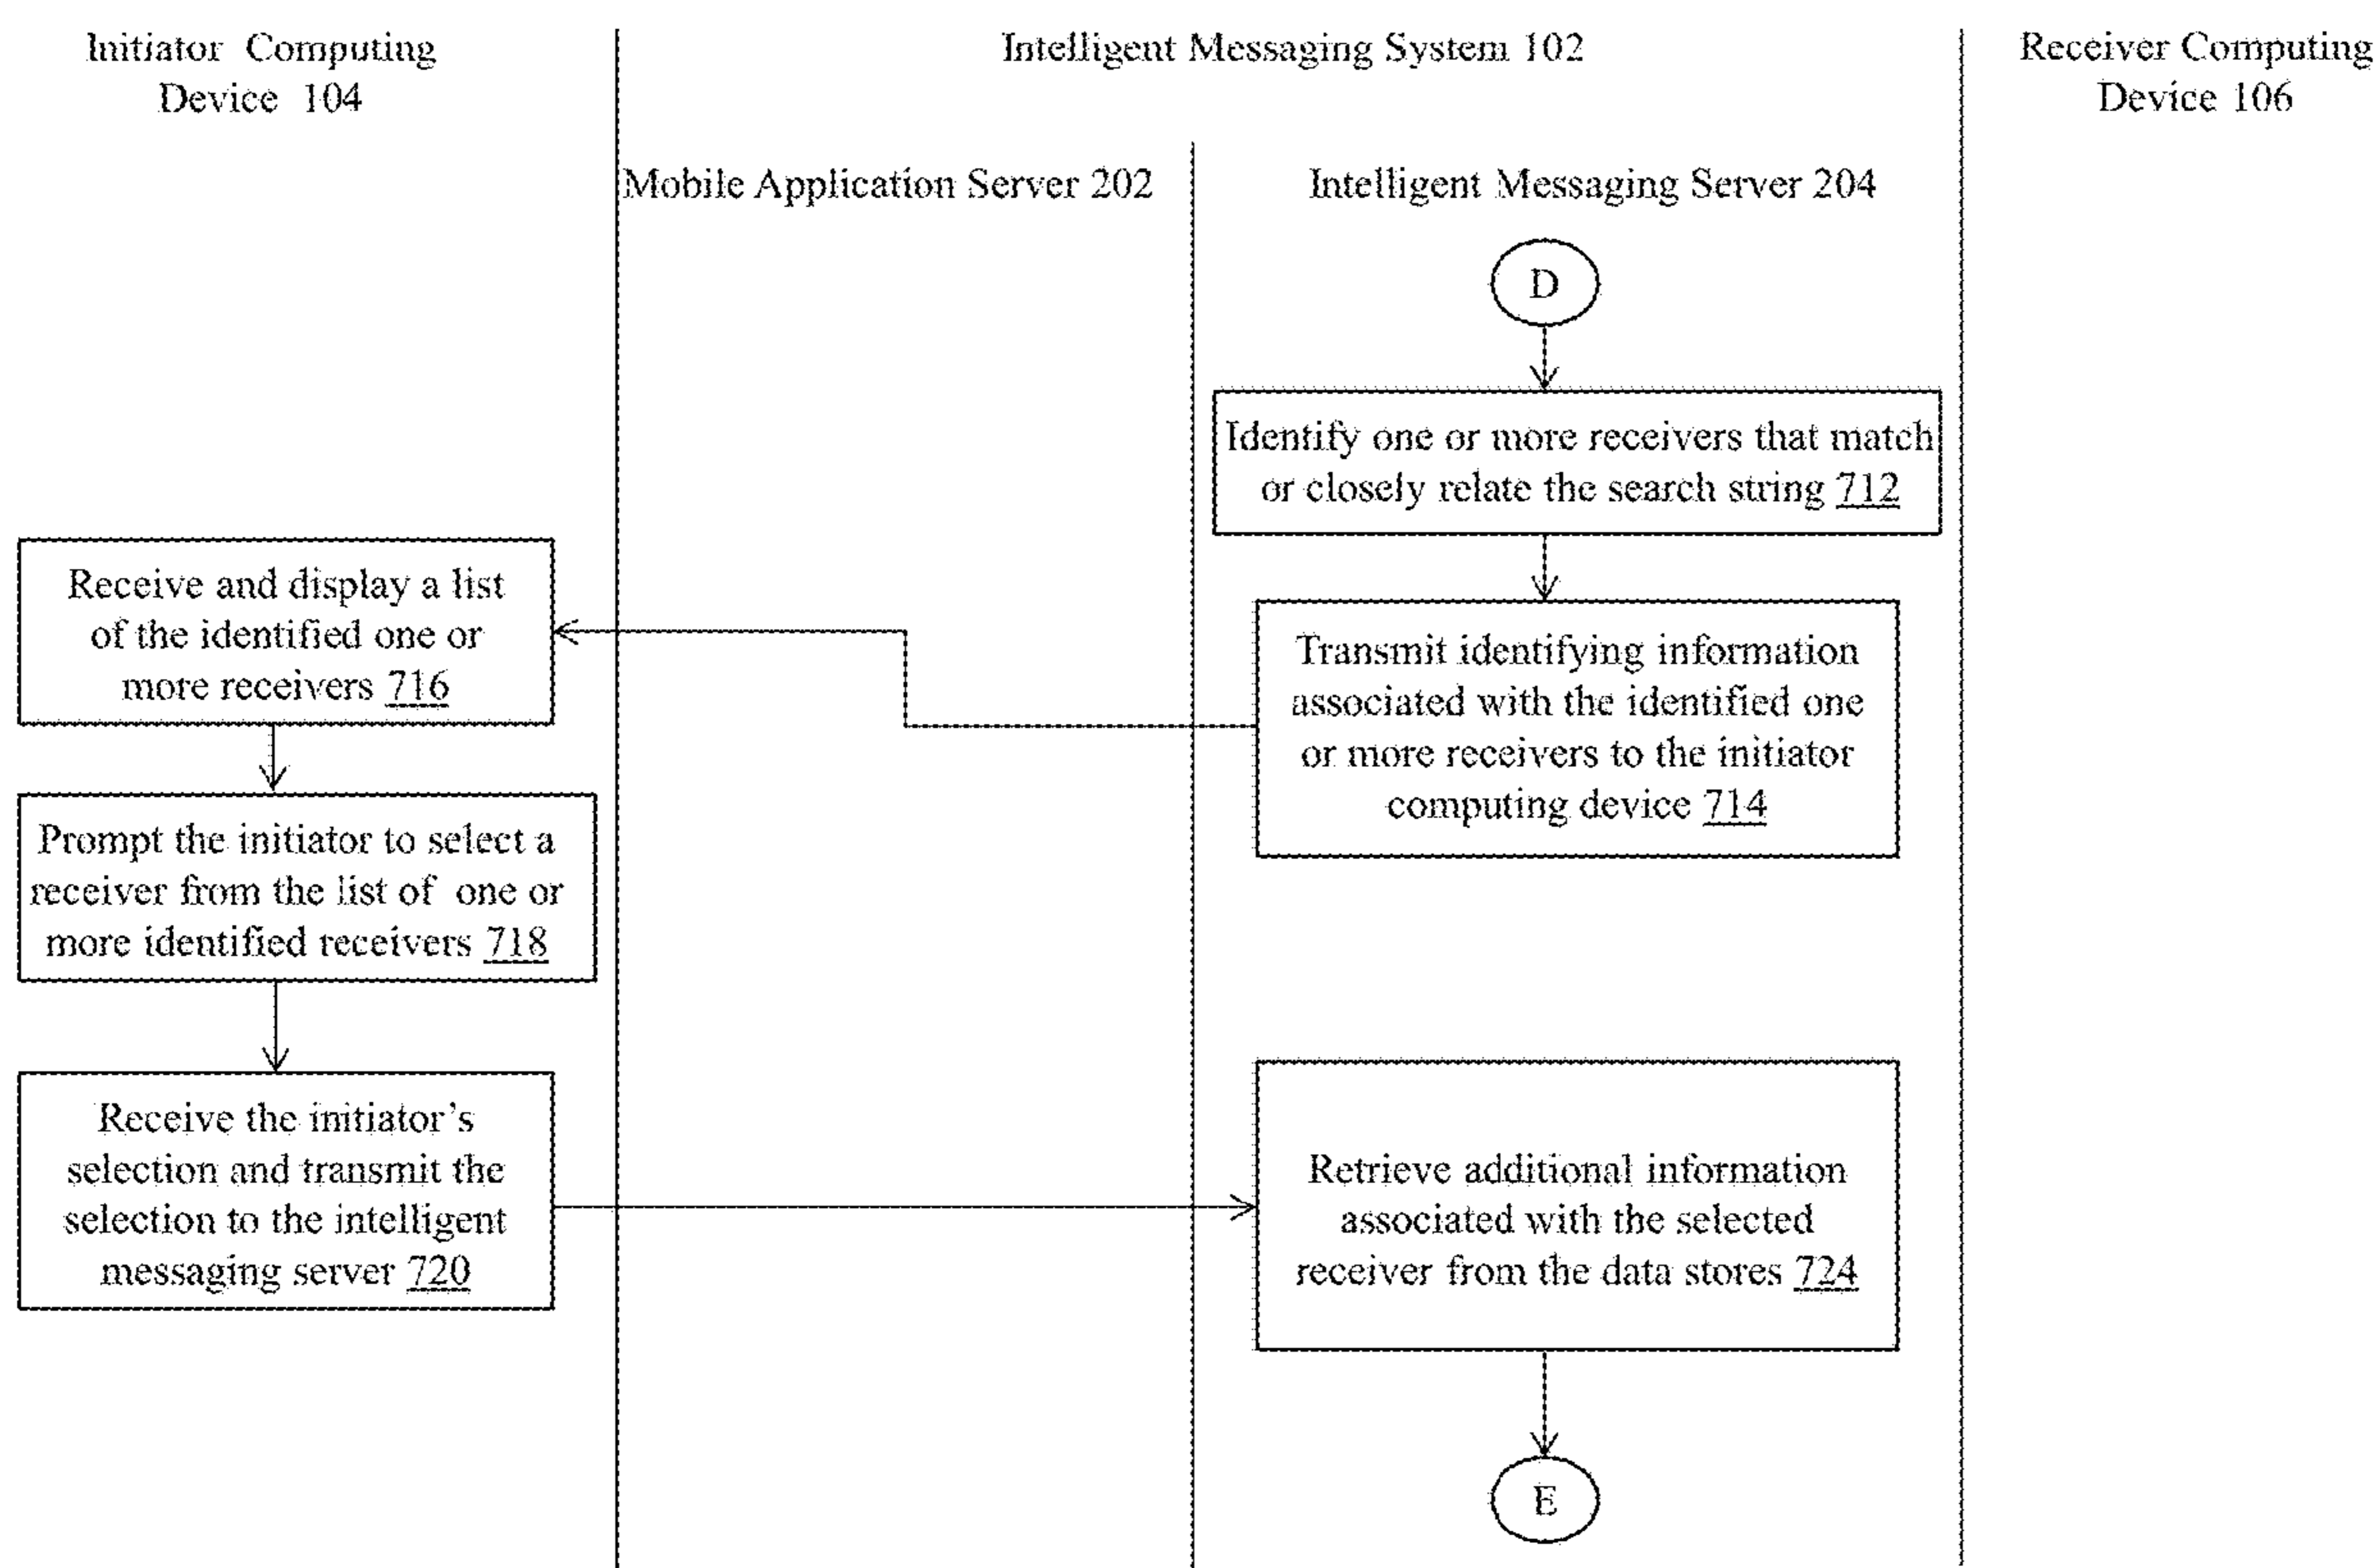 Initiator Computing
Device 104
Intelligent Messaging System 102
Receiver Computing
Device 106
Mobile Application Server 202
Intelligent Messaging Server 204
D
Identify one or more receivers that match
or closely relate the search string 712
Transmit identifying information
associated with the identified one
or more receivers to the initiator
computing device 714
Receive and display a list
of the identified one or
more receivers 716
Prompt the initiator to select a
receiver from the list of one or
more identified receivers 718
Receive the initiator's
selection and transmit the
selection to the intelligent
messaging server 720
Retrieve additional information
associated with the selected
receiver from the data stores 724
E